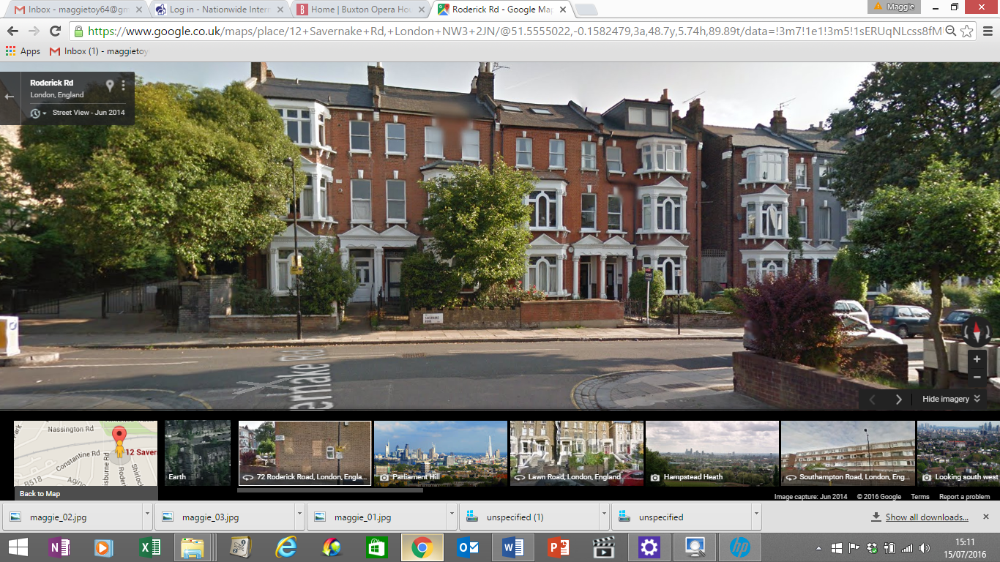 Inbox - maggietoy64@gm
Log in - Nationwide Inter
Home | Buxton Opera Hou
Roderick Rd - Google Map
Maggie
https://www.google.co.uk/maps/place/12+Savernake+Rd,+London+NW3+2JN/@51.5555022,-0.1582479,3a,48.7y,5.74h,89.89t/data=!3m7!1e1!3m5!1sERUqNLcss8fM
Apps
Inbox (1) - maggietoy
Roderick Rd
London, England
Street View - Jun 2014
SAVERNAKE ROAD
ernake Rd
Hide imagery
Nassington Rd
Constantine Rd
B518
12 Saver
Back to Map
Earth
72 Roderick Road, London, Engla...
Parliament Hill
Lawn Road, London, England
Hampstead Heath
Southampton Road, London, Eng...
Looking south west
Image capture: Jun 2014
© 2016 Google
Terms
Report a problem
maggie_02.jpg
maggie_03.jpg
maggie_01.jpg
unspecified (1)
unspecified
Show all downloads...
15:11
15/07/2016